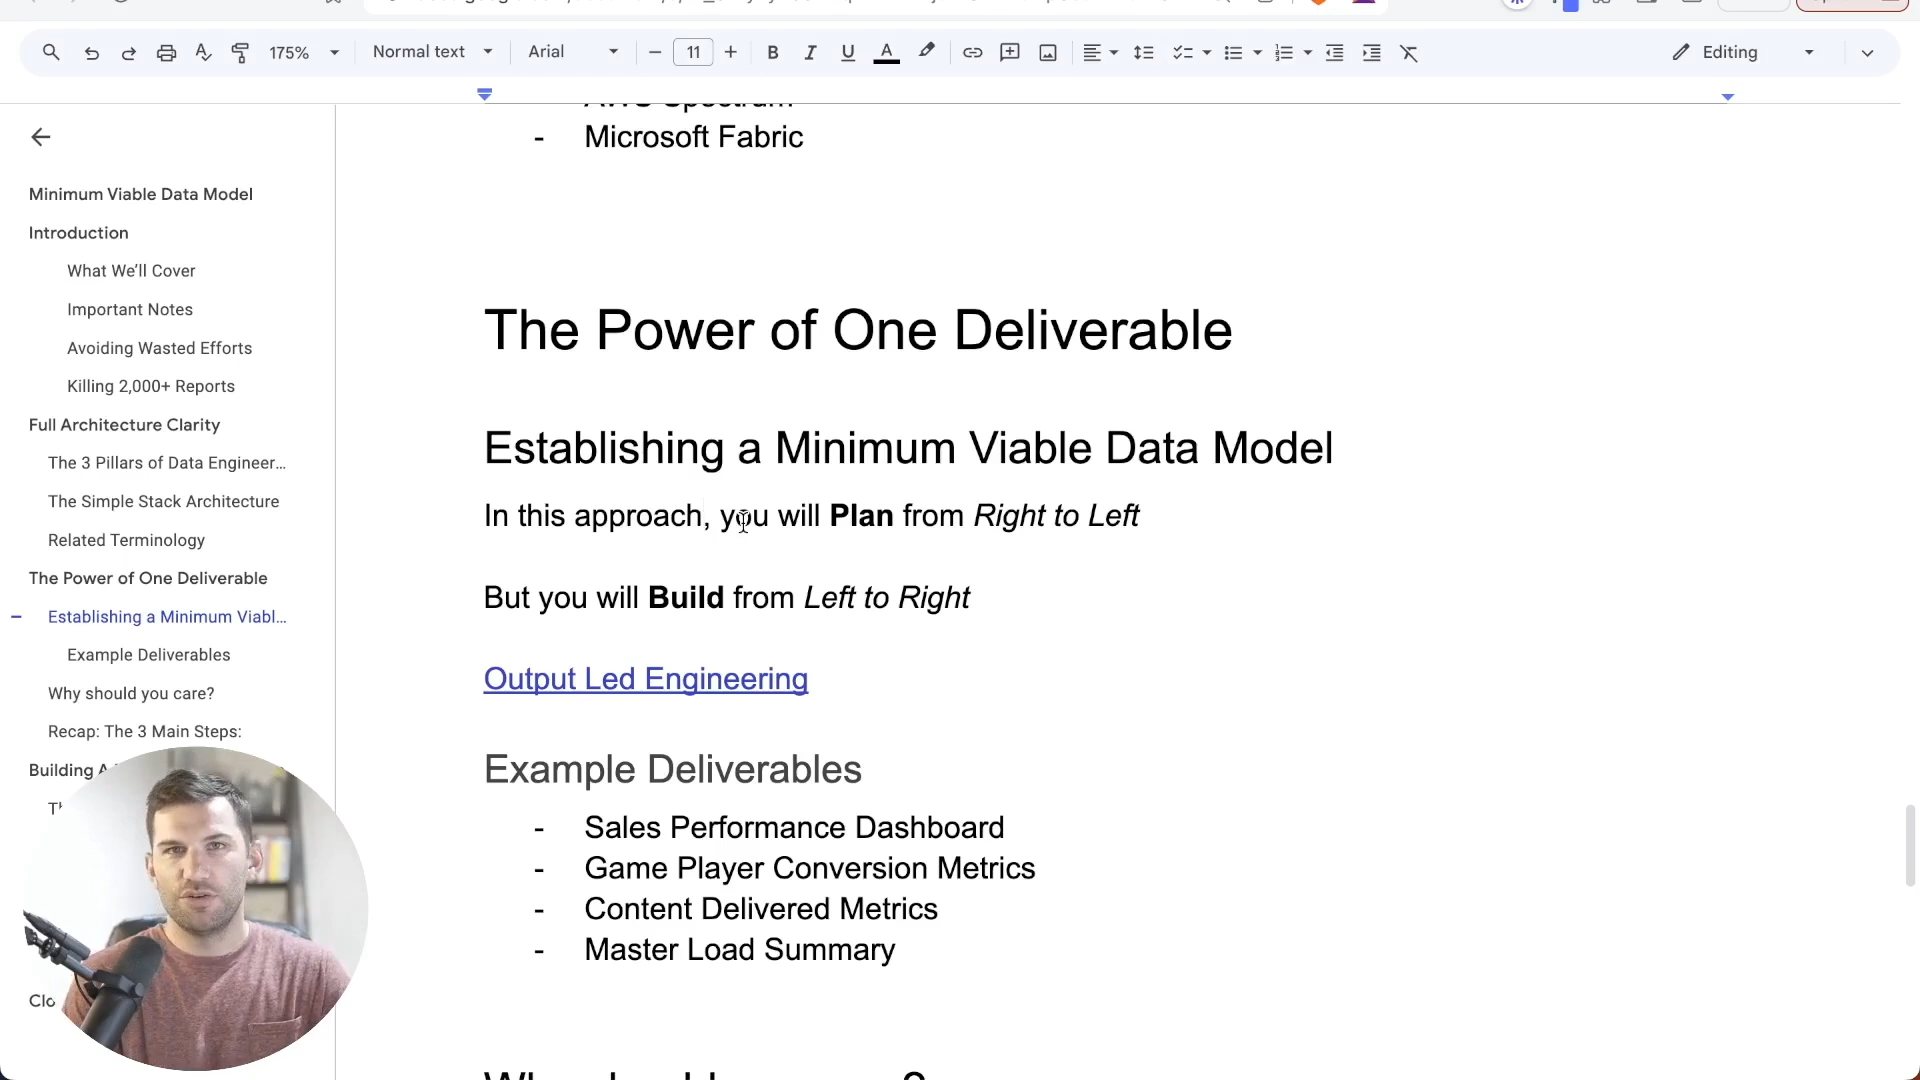 175%
Normal text
Arial
11
Editing
Minimum Viable Data Model
Introduction
What We'll Cover
Important Notes
Avoiding Wasted Efforts
Killing 2,000+ Reports
Full Architecture Clarity
The 3 Pillars of Data Engineer...
The Simple Stack Architecture
Related Terminology
The Power of One Deliverable
Establishing a Minimum Viabl...
Example Deliverables
Why should you care?
Recap: The 3 Main Steps:
Building A
Th
Clo
AWS Spectrum
- Microsoft Fabric
The Power of One Deliverable
Establishing a Minimum Viable Data Model
In this approach, you will Plan from Right to Left
But you will Build from Left to Right
Output Led Engineering
Example Deliverables
- Sales Performance Dashboard
- Game Player Conversion Metrics
- Content Delivered Metrics
- Master Load Summary